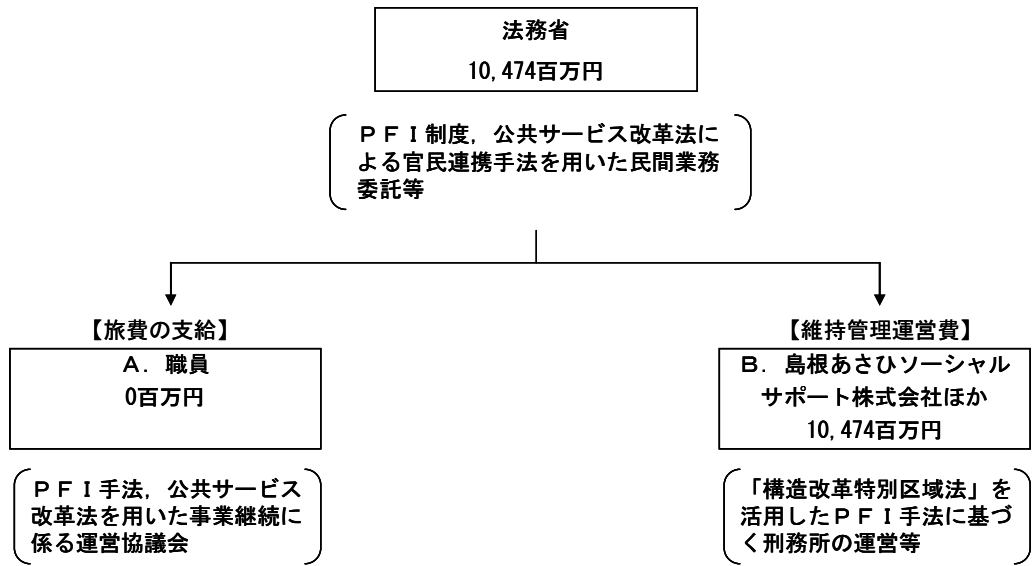 法務省
10,474百万円
ＰＦＩ制度，公共サービス改革法に
よる官民連携手法を用いた民間業務
委託等
【旅費の支給】
Ａ．職員
0百万円
ＰＦＩ手法，公共サービス
改革法を用いた事業継続に
係る運営協議会
【維持管理運営費】
Ｂ．島根あさひソーシャル
サポート株式会社ほか
10,474百万円
「構造改革特別区域法」を
活用したＰＦＩ手法に基づ
く刑務所の運営等